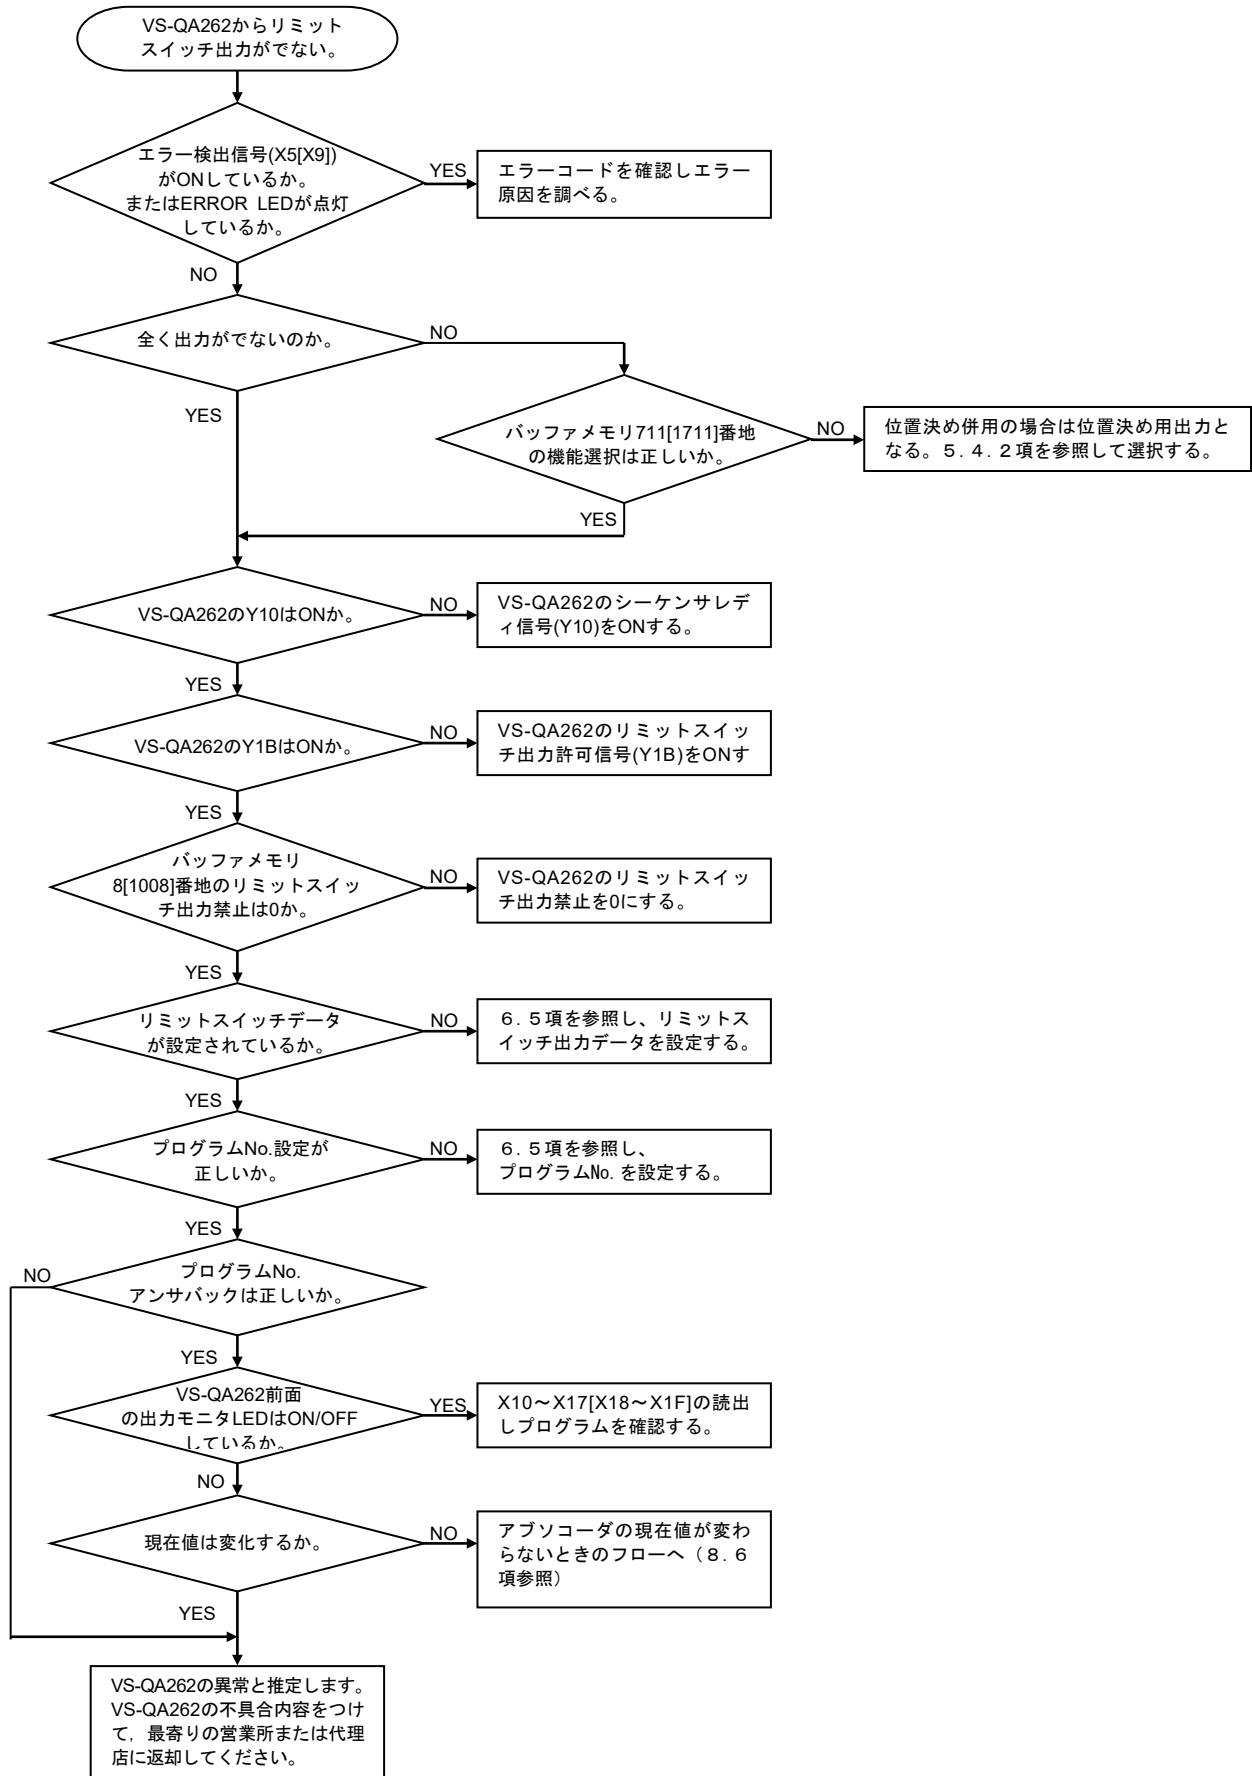 VS-QA262からリミット
スイッチ出力がでない。
エラー検出信号(X5[X9])
がONしているか。
またはERROR LEDが点灯
しているか。
YES
エラーコードを確認しエラー
原因を調べる。
NO
全く出力がでないのか。
NO
YES
バッファメモリ711[1711]番地
の機能選択は正しいか。
NO
位置決め併用の場合は位置決め用出力と
なる。５.４.２項を参照して選択する。
YES
VS-QA262のY10はONか。
NO
VS-QA262のシーケンサレデ
ィ信号(Y10)をONする。
YES
VS-QA262のY1BはONか。
NO
VS-QA262のリミットスイッ
チ出力許可信号(Y1B)をONす
YES
バッファメモリ
8[1008]番地のリミットスイッ
チ出力禁止は0か。
NO
VS-QA262のリミットスイッ
チ出力禁止を0にする。
YES
リミットスイッチデータ
が設定されているか。
NO
６.５項を参照し、リミットス
イッチ出力データを設定する。
YES
プログラムNo.設定が
正しいか。
NO
６.５項を参照し、
プログラムNo.を設定する。
YES
プログラムNo.
アンサバックは正しいか。
NO
YES
VS-QA262前面
の出力モニタLEDはON/OFF
しているか。
YES
X10～X17[X18～X1F]の読出
しプログラムを確認する。
NO
現在値は変化するか。
NO
アブソコーダの現在値が変わ
らないときのフローへ（８.６
項参照）
YES
VS-QA262の異常と推定します。
VS-QA262の不具合内容をつけ
て，最寄りの営業所または代理
店に返却してください。